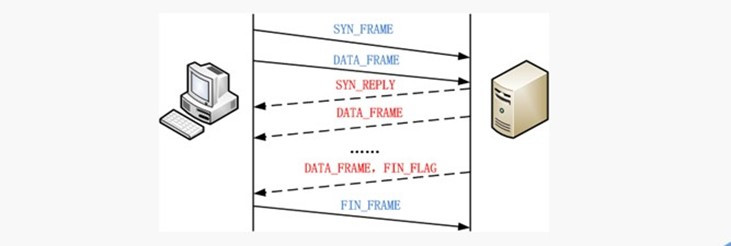 SYN_FRAME
DATA_FRAME
SYN_REPLY
DATA_FRAME
......
DATA_FRAME, FIN_FLAG
FIN_FRAME